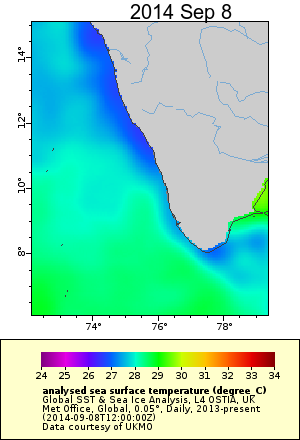 2014 Sep 8
14°
12°
10°
8°
74° 76° 78°
24 25 26 27 28 29 30 31 32 33 34
analysed sea surface temperature (degree_C)
Global SST & Sea Ice Analysis, L4 OSTIA, UK
Met Office, Global, 0.05°, Daily, 2013-present
(2014-09-08T12:00:00Z)
Data courtesy of UKMO